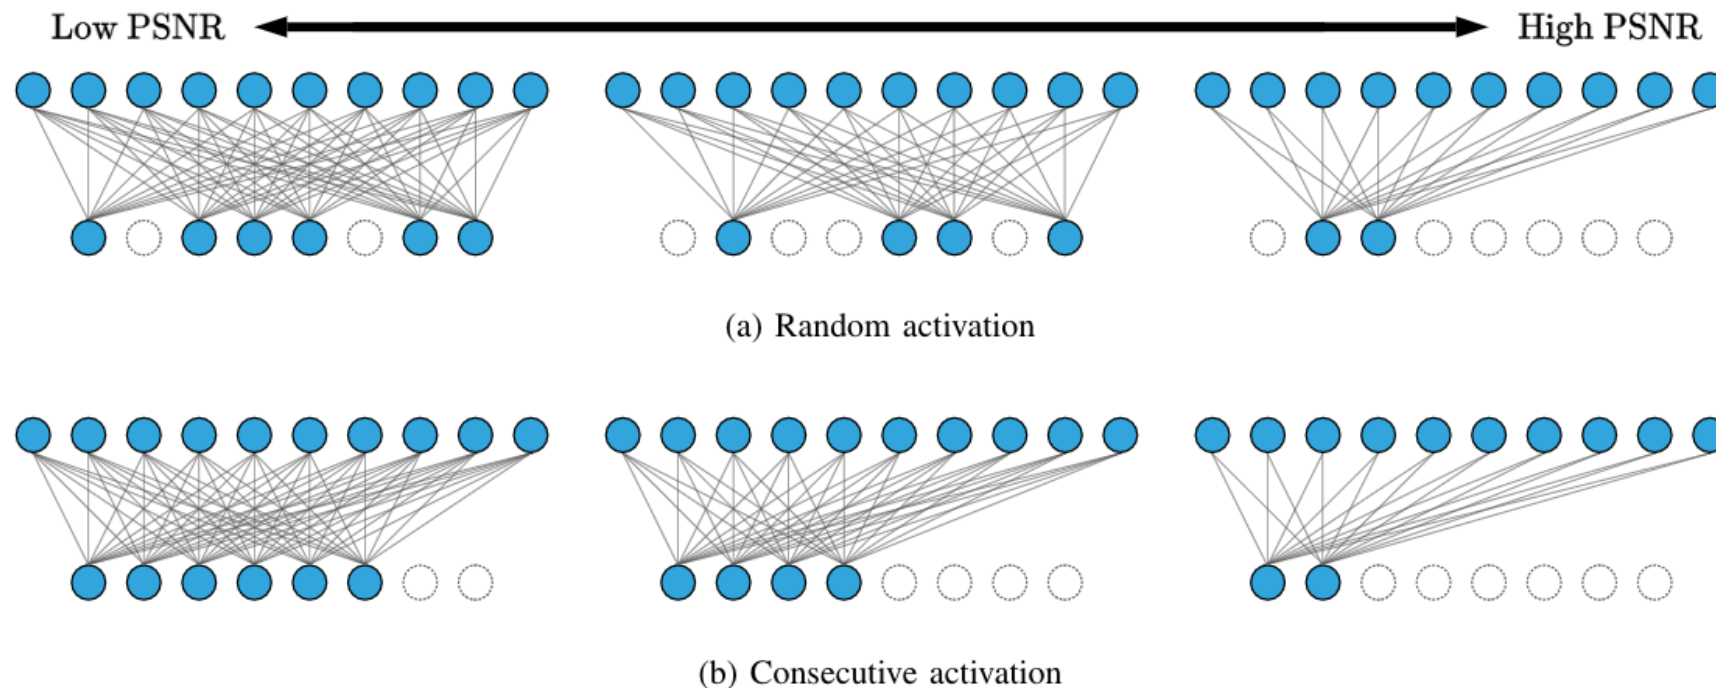 Low PSNR
High PSNR
(a) Random activation
(b) Consecutive activation